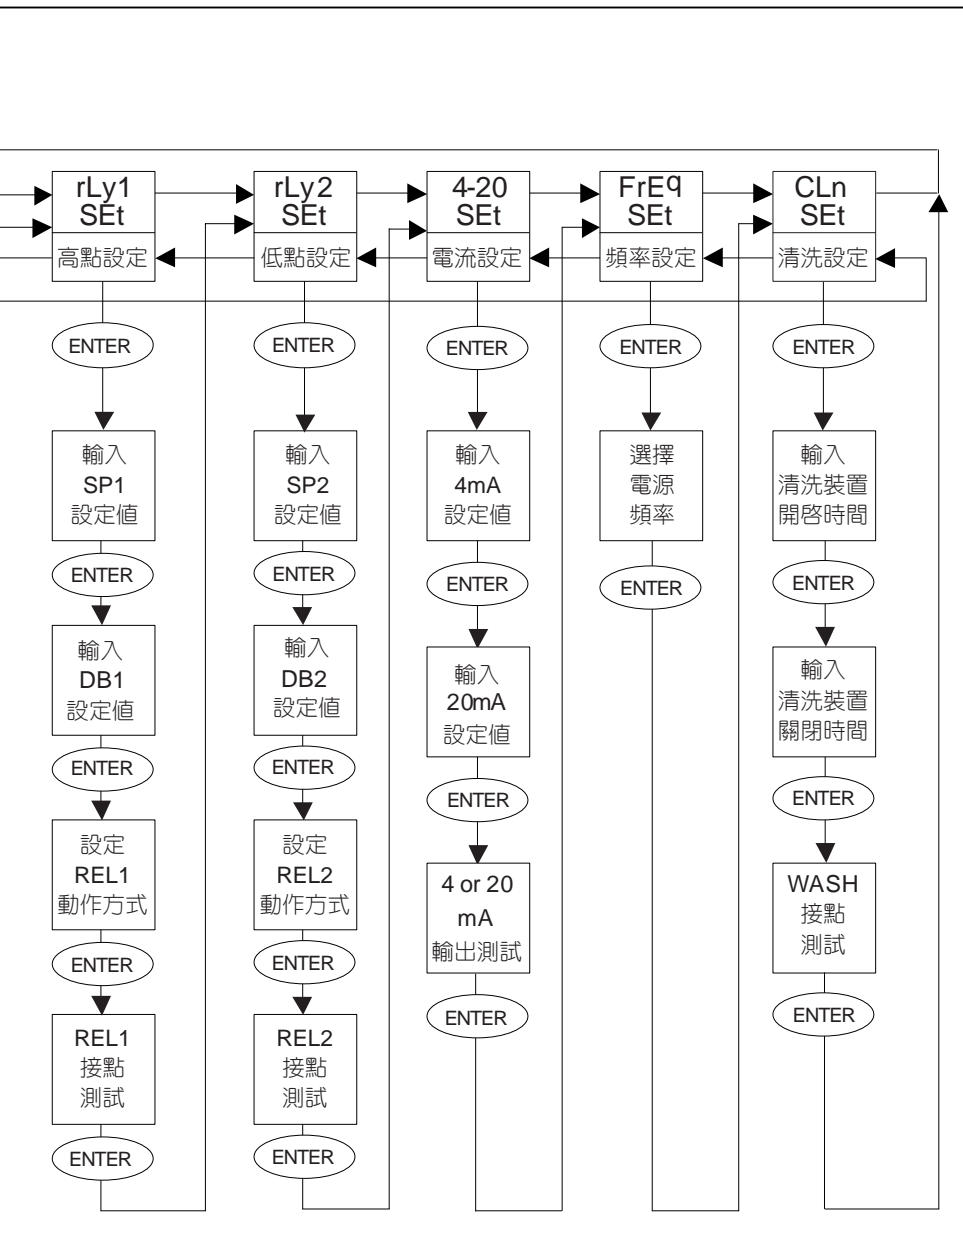 rLy1
SEt
高點設定
ENTER
輸入
SP1
設定值
ENTER
輸入
DB1
設定值
ENTER
設定
REL1
動作方式
ENTER
REL1
接點
測試
ENTER
rLy2
SEt
低點設定
ENTER
輸入
SP2
設定值
ENTER
輸入
DB2
設定值
ENTER
設定
REL2
動作方式
ENTER
REL2
接點
測試
ENTER
4-20
SEt
電流設定
ENTER
輸入
4mA
設定值
ENTER
輸入
20mA
設定值
ENTER
4 or 20
mA
輸出測試
ENTER
FrEq
SEt
頻率設定
ENTER
選擇
電源
頻率
ENTER
CLn
SEt
清洗設定
ENTER
輸入
清洗裝置
開啓時間
ENTER
輸入
清洗裝置
關閉時間
ENTER
WASH
接點
測試
ENTER